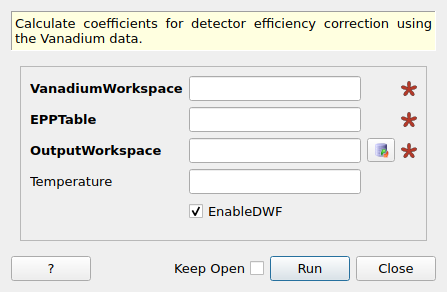 Calculate coefficients for detector efficiency correction using
the Vanadium data.
VanadiumWorkspace
EPPTable
OutputWorkspace
Temperature
EnableDWF
? Keep Open Run Close